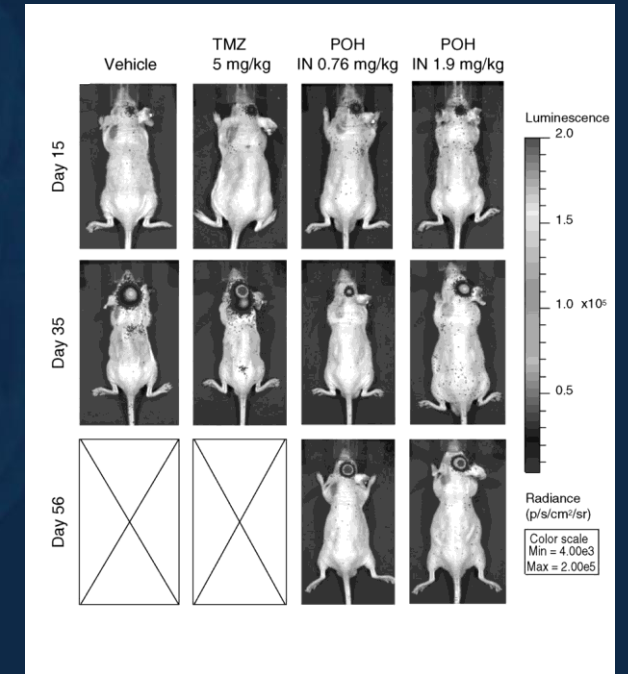 Vehicle
TMZ
5 mg/kg
POH
IN 0.76 mg/kg
POH
IN 1.9 mg/kg
Day 15
Day 35
Day 56
Luminescence
2.0
1.5
1.0 x10⁵
0.5
Radiance
(p/s/cm²/sr)
Color scale
Min = 4.00e3
Max = 2.00e5